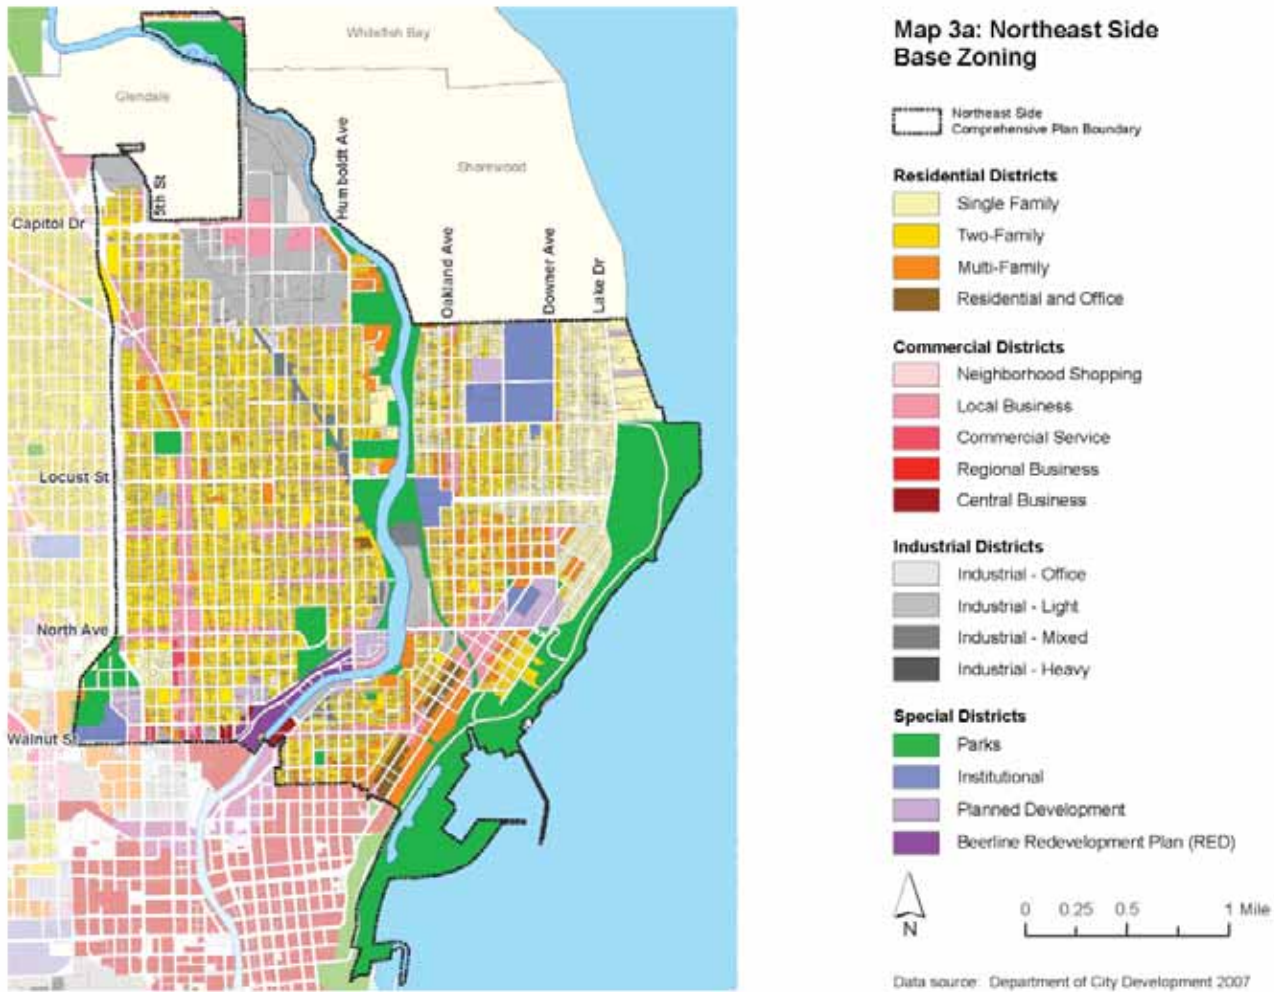 Map 3a: Northeast Side
Base Zoning
Northeast Side
Comprehensive Plan Boundary
Residential Districts
Single Family
Two-Family
Multi-Family
Residential and Office
Commercial Districts
Neighborhood Shopping
Local Business
Commercial Service
Regional Business
Central Business
Industrial Districts
Industrial - Office
Industrial - Light
Industrial - Mixed
Industrial - Heavy
Special Districts
Parks
Institutional
Planned Development
Beerline Redevelopment Plan (RED)
N
0 0.25 0.5 1 Mile
Data source: Department of City Development 2007
Whitefish Bay
Glendale
Shorewood
5th St
Humboldt Ave
Capitol Dr
Oakland Ave
Downer Ave
Lake Dr
Locust St
North Ave
Walnut St